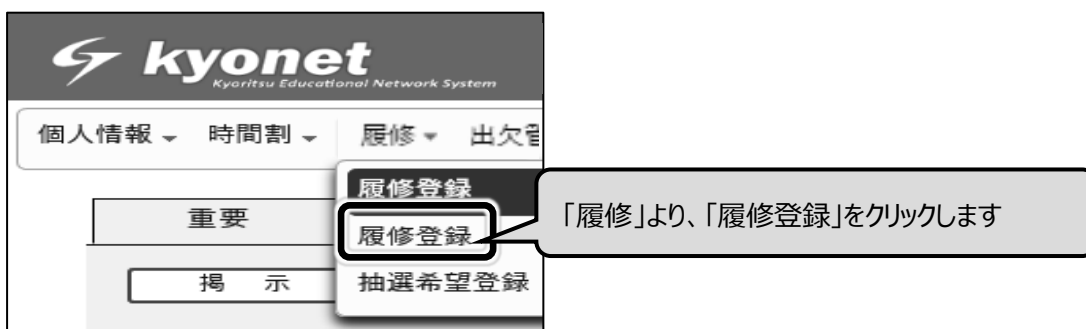 kyonet
Kyoritsu Educational Network System
個人情報 時間割 履修 出欠管
履修登録
重要
履修登録
「履修」より、「履修登録」をクリックします
掲 示
抽選希望登録